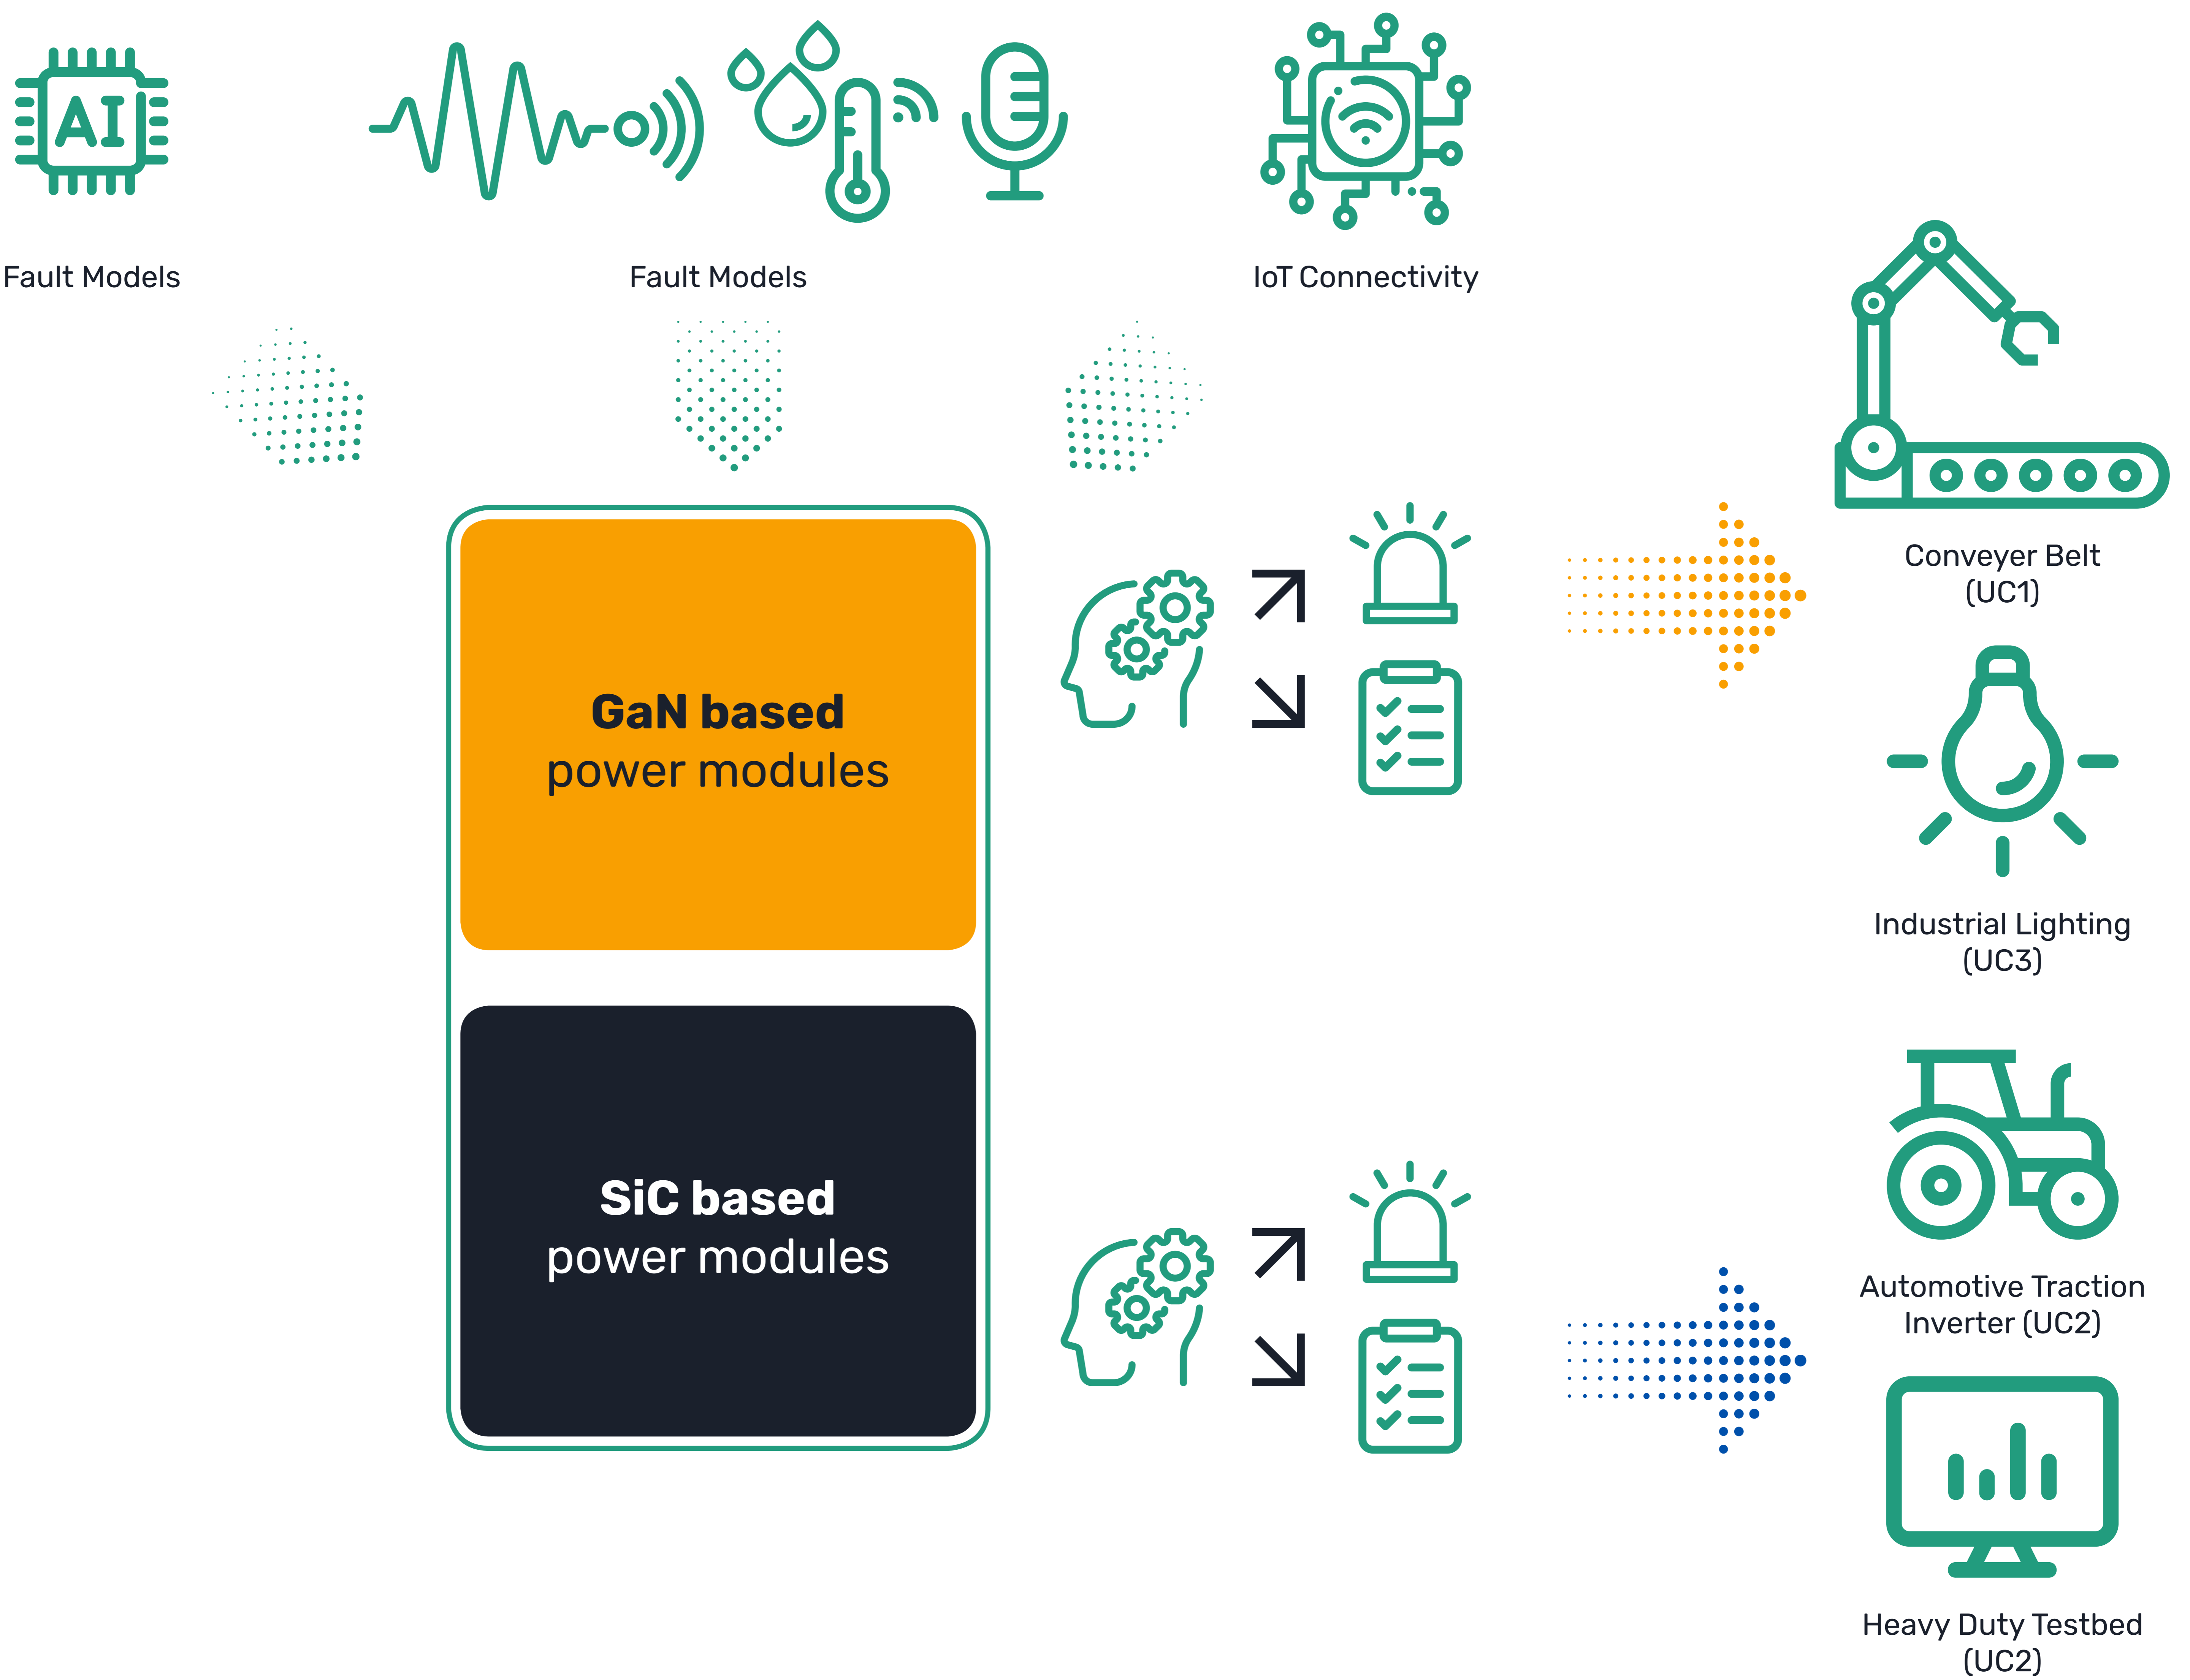 AI
Fault Models
Fault Models
IoT Connectivity
GaN based
power modules
Conveyer Belt
(UC1)
Industrial Lighting
(UC3)
SiC based
power modules
Automotive Traction
Inverter (UC2)
Heavy Duty Testbed
(UC2)